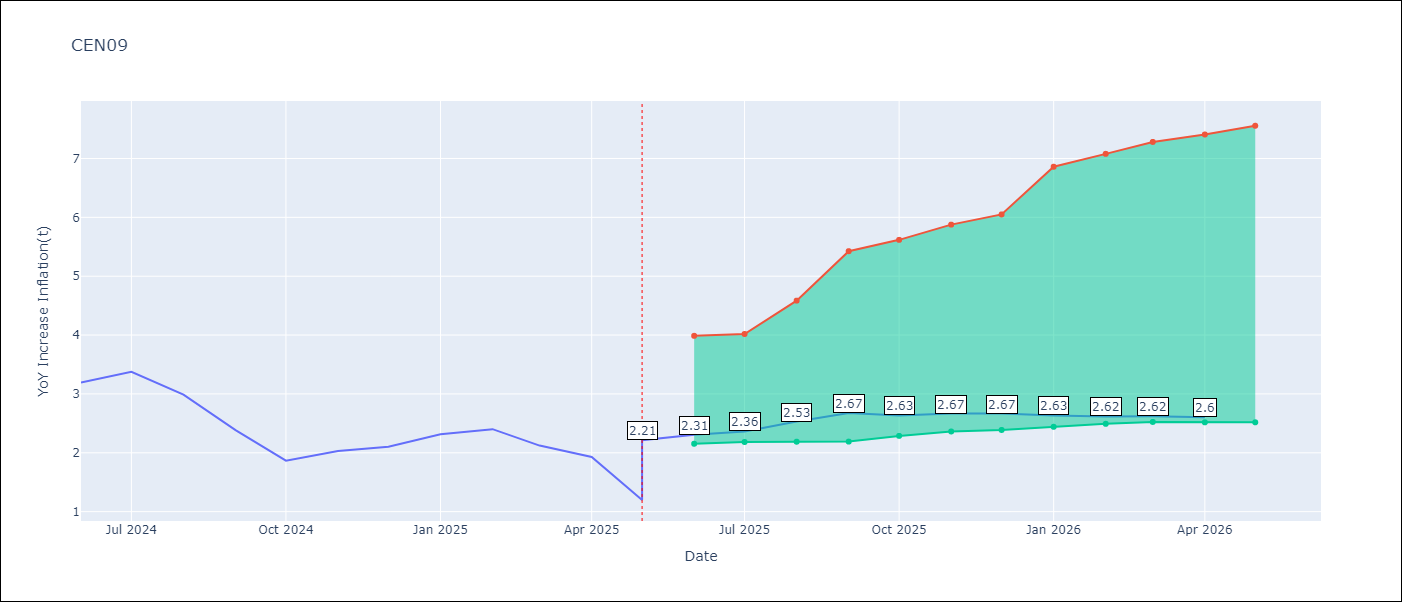 CEN09
YoY Increase Inflation(t)
7
6
5
4
3
2
1
2.21
2.31
2.36
2.53
2.67
2.63
2.67
2.67
2.63
2.62
2.62
2.6
Jul 2024
Oct 2024
Jan 2025
Apr 2025
Jul 2025
Oct 2025
Jan 2026
Apr 2026
Date